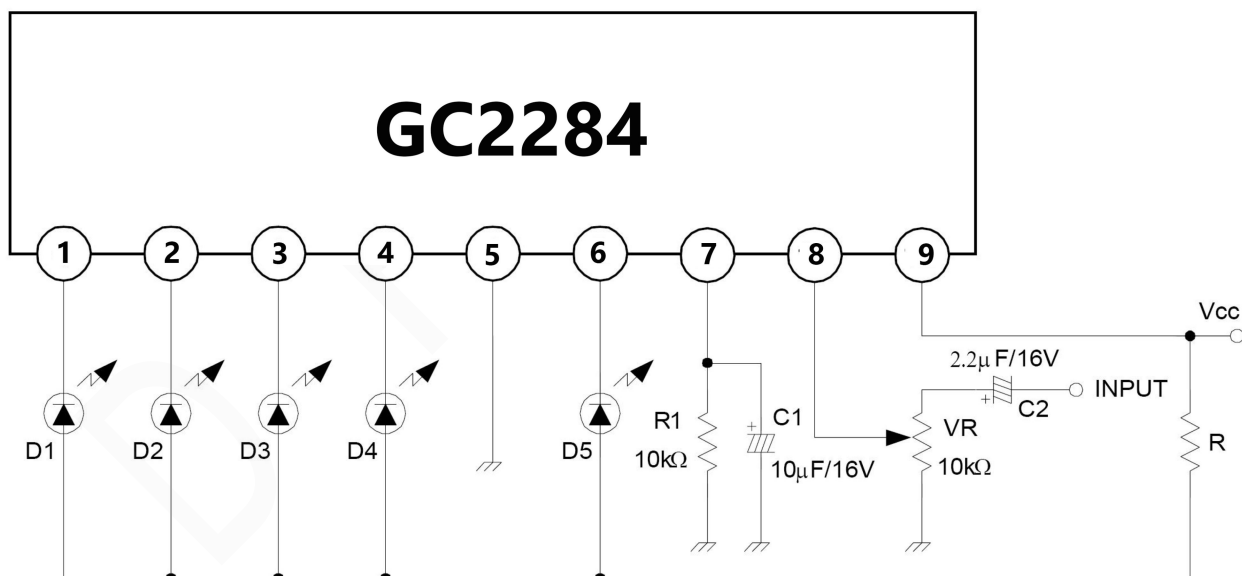 GC2284
1 2 3 4 5 6 7 8 9
Vcc
2.2μF/16V
INPUT
C2
R1
10kΩ
C1
10μF/16V
VR
10kΩ
R
D1 D2 D3 D4 D5